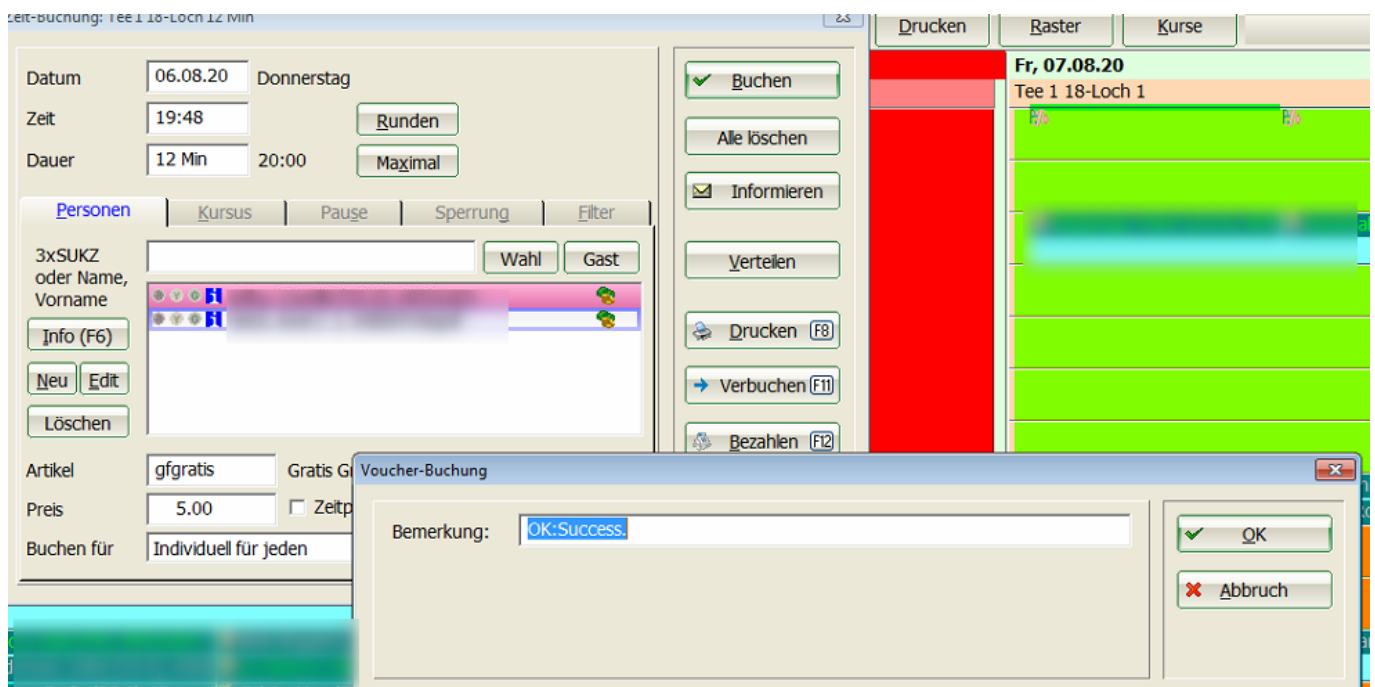 Zeit-Buchung: Tee 1 18-Loch 12 Min
Datum 06.08.20 Donnerstag
Zeit 19:48 Runden
Dauer 12 Min 20:00 Maximal
Personen Kursus Pause Sperrung Filter
3xSUKZ
oder Name,
Vorname
Wahl Gast
Info (F6)
Neu Edit
Löschen
Artikel gfgratis Gratis G
Preis 5.00 Zeitp
Buchen für Individuell für jeden
Buchen
Alle löschen
Informieren
Verteilen
Drucken F8
Verbuchen F11
Bezahlen F12
Drucken Raster Kurse
Fr, 07.08.20
Tee 1 18-Loch 1
Voucher-Buchung
Bemerkung: OK:Success.
OK
Abbruch